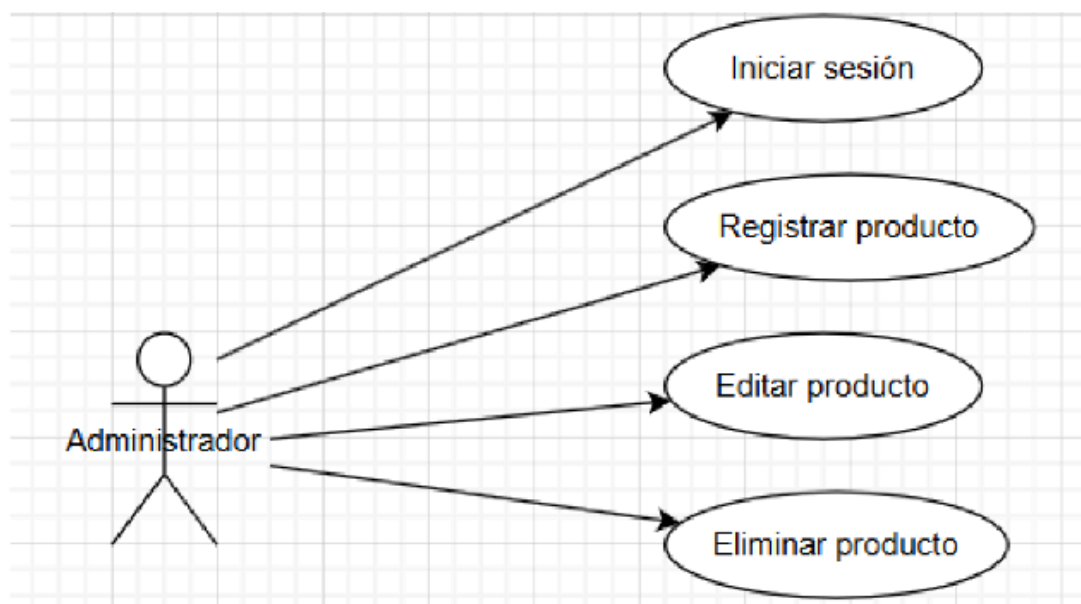 Iniciar sesión
Registrar producto
Editar producto
Administrador
Eliminar producto